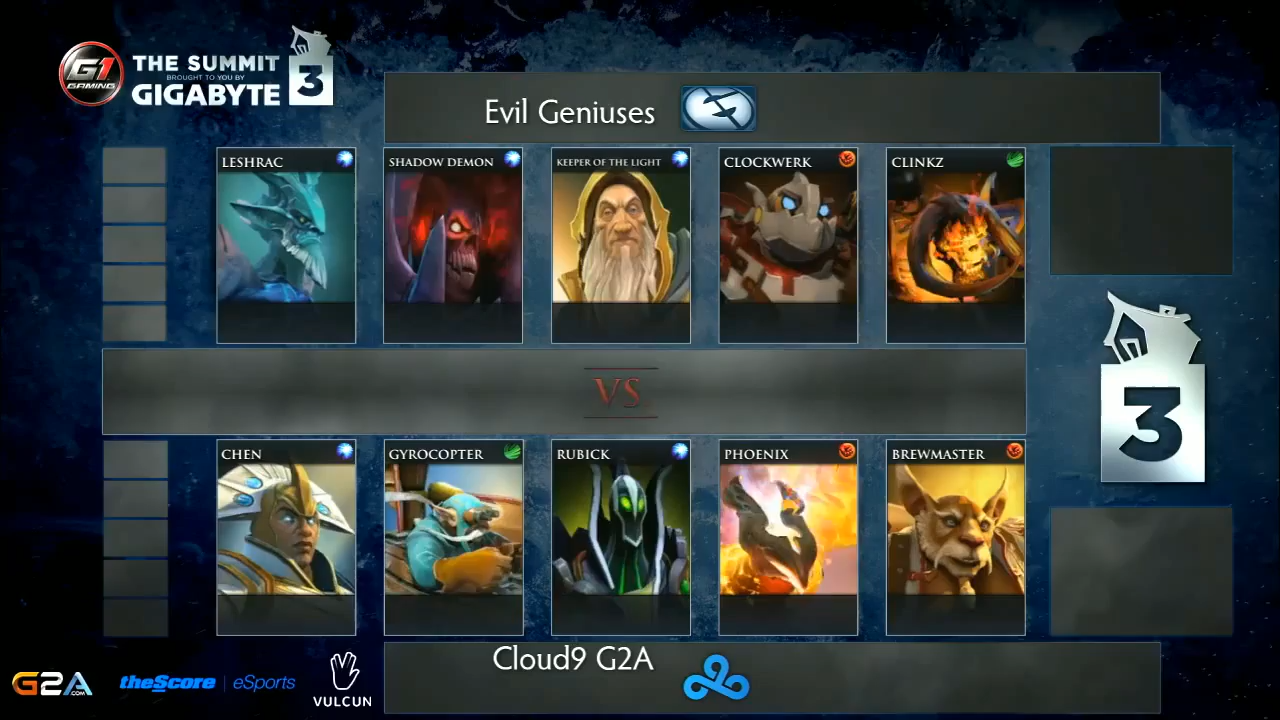 G1
GAMING
THE SUMMIT
BROUGHT TO YOU BY
GIGABYTE
3
Evil Geniuses
LESHRAC
SHADOW DEMON
KEEPER OF THE LIGHT
CLOCKWERK
CLINKZ
VS
3
CHEN
GYROCOPTER
RUBICK
PHOENIX
BREWMASTER
Cloud9 G2A
G2A.COM
theScore eSports
VULCUN